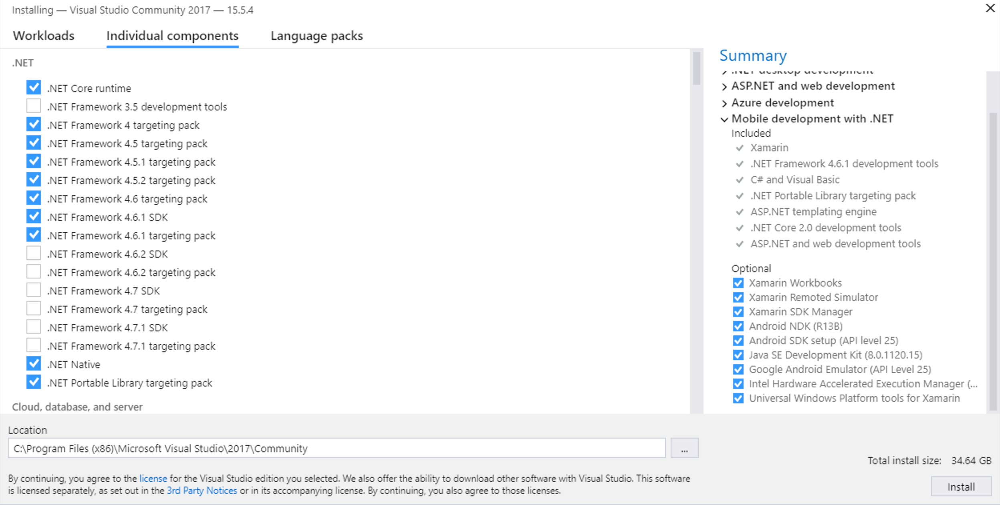 Installing — Visual Studio Community 2017 — 15.5.4
Workloads
Individual components
Language packs
.NET
.NET Core runtime
.NET Framework 3.5 development tools
.NET Framework 4 targeting pack
.NET Framework 4.5 targeting pack
.NET Framework 4.5.1 targeting pack
.NET Framework 4.5.2 targeting pack
.NET Framework 4.6 targeting pack
.NET Framework 4.6.1 SDK
.NET Framework 4.6.1 targeting pack
.NET Framework 4.6.2 SDK
.NET Framework 4.6.2 targeting pack
.NET Framework 4.7 SDK
.NET Framework 4.7 targeting pack
.NET Framework 4.7.1 SDK
.NET Framework 4.7.1 targeting pack
.NET Native
.NET Portable Library targeting pack
Cloud, database, and server
Summary
.NET desktop development
ASP.NET and web development
Azure development
Mobile development with .NET
Included
Xamarin
.NET Framework 4.6.1 development tools
C# and Visual Basic
.NET Portable Library targeting pack
ASP.NET templating engine
.NET Core 2.0 development tools
ASP.NET and web development tools
Optional
Xamarin Workbooks
Xamarin Remoted Simulator
Xamarin SDK Manager
Android NDK (R13B)
Android SDK setup (API level 25)
Java SE Development Kit (8.0.1120.15)
Google Android Emulator (API Level 25)
Intel Hardware Accelerated Execution Manager (...
Universal Windows Platform tools for Xamarin
Location
C:\Program Files (x86)\Microsoft Visual Studio\2017\Community
...
By continuing, you agree to the license for the Visual Studio edition you selected. We also offer the ability to download other software with Visual Studio. This software
is licensed separately, as set out in the 3rd Party Notices or in its accompanying license. By continuing, you also agree to those licenses.
Total install size: 34.64 GB
Install